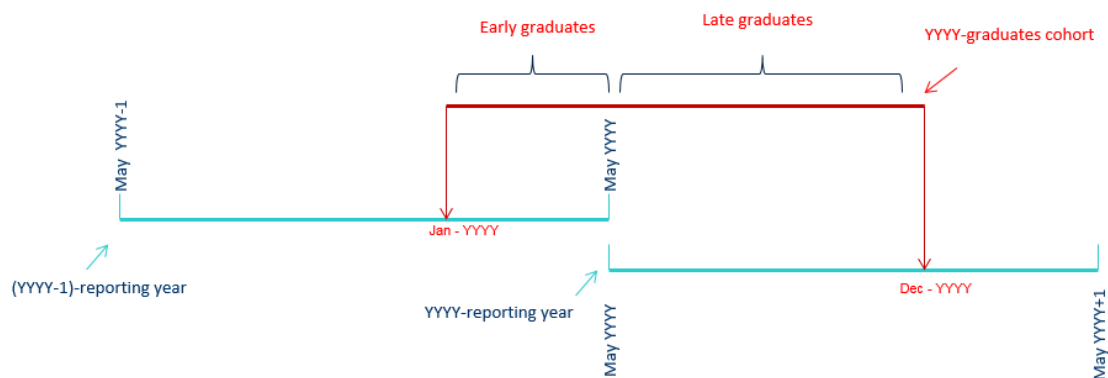 Early graduates
Late graduates
YYYY-graduates cohort
May YYYY-1
May YYYY
Jan - YYYY
(YYYY-1)-reporting year
YYYY-reporting year
Dec - YYYY
May YYYY
May YYYY+1